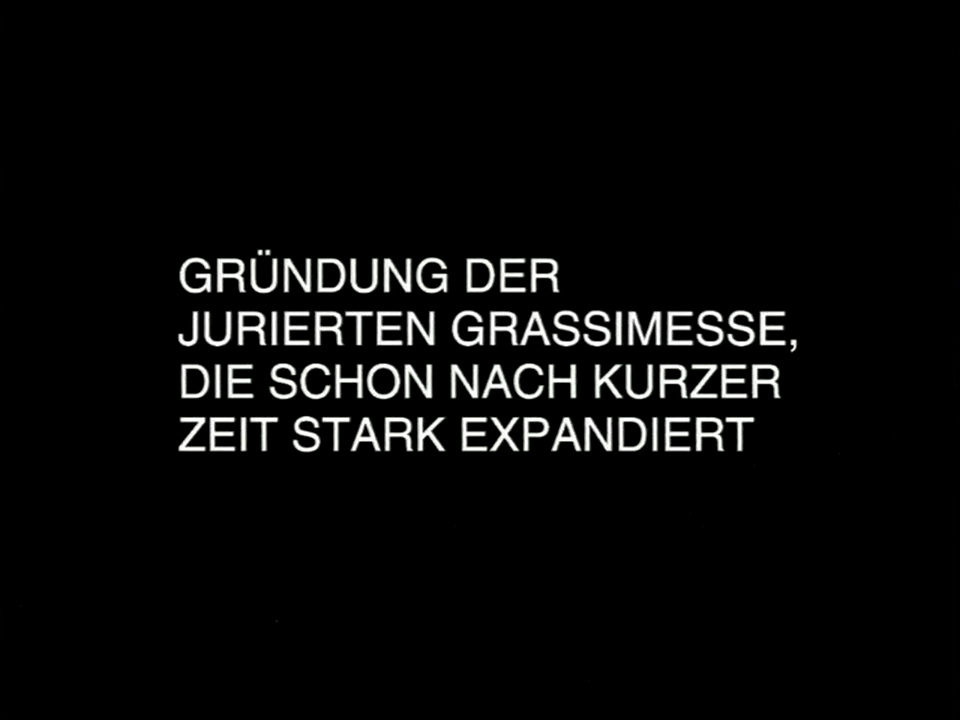 GRÜNDUNG DER
JURIERTEN GRASSIMESSE,
DIE SCHON NACH KURZER
ZEIT STARK EXPANDIERT